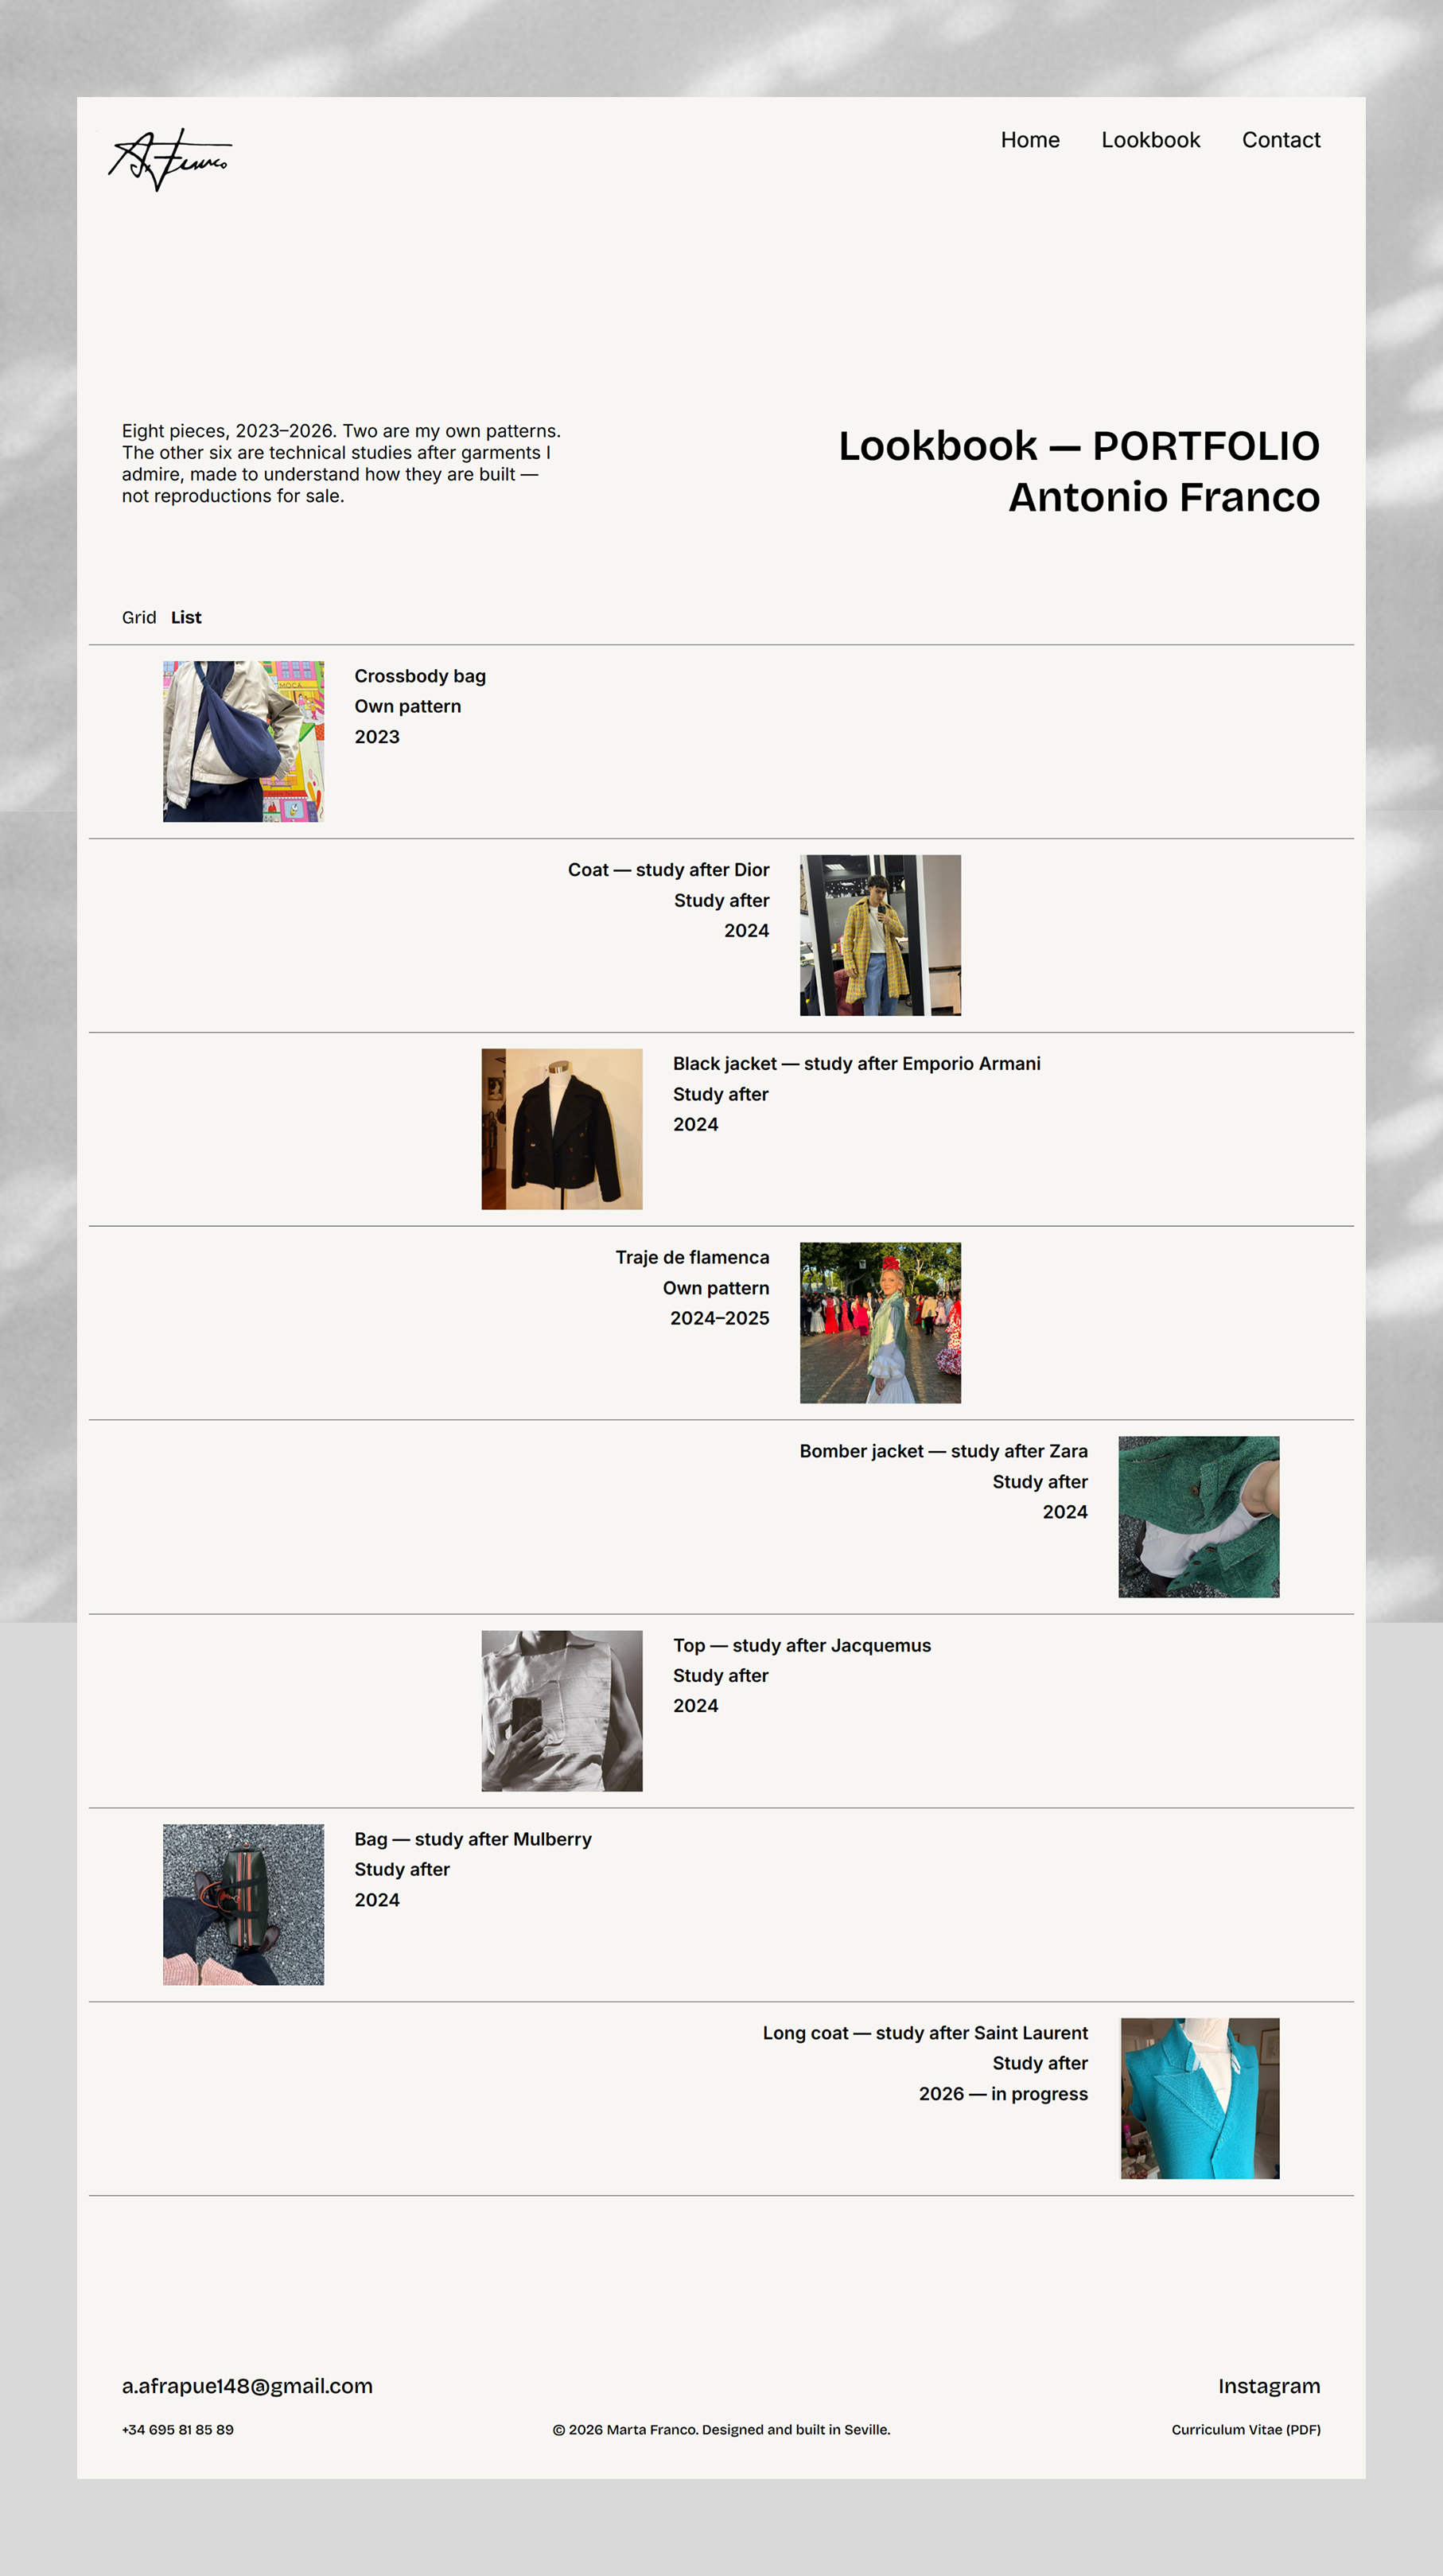 A. Franco
Home Lookbook Contact
Eight pieces, 2023–2026. Two are my own patterns.
The other six are technical studies after garments I
admire, made to understand how they are built —
not reproductions for sale.
Lookbook — PORTFOLIO
Antonio Franco
Grid List
MOCA
Crossbody bag
Own pattern
2023
Coat — study after Dior
Study after
2024
Black jacket — study after Emporio Armani
Study after
2024
Traje de flamenca
Own pattern
2024–2025
Bomber jacket — study after Zara
Study after
2024
Top — study after Jacquemus
Study after
2024
Bag — study after Mulberry
Study after
2024
Long coat — study after Saint Laurent
Study after
2026 — in progress
a.afrapue148@gmail.com
Instagram
+34 695 81 85 89
© 2026 Marta Franco. Designed and built in Seville.
Curriculum Vitae (PDF)